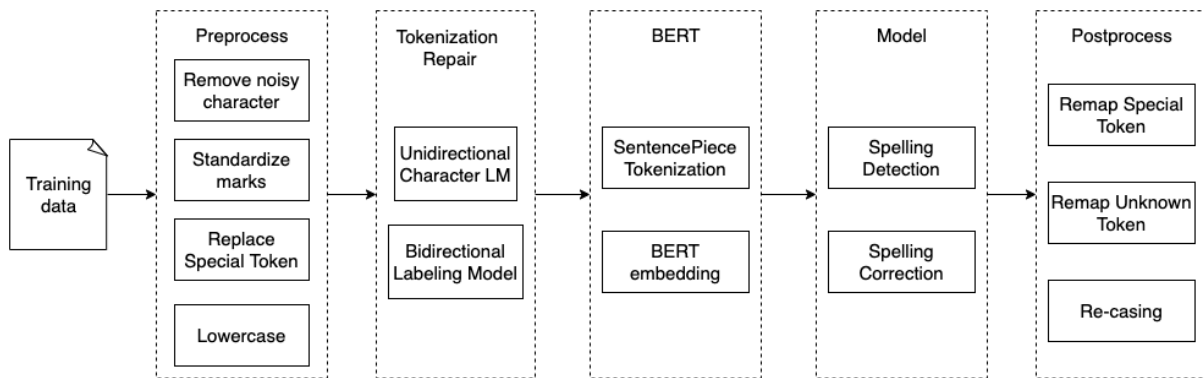 Training
data
Preprocess
Remove noisy
character
Standardize
marks
Replace
Special Token
Lowercase
Tokenization
Repair
Unidirectional
Character LM
Bidirectional
Labeling Model
BERT
SentencePiece
Tokenization
BERT
embedding
Model
Spelling
Detection
Spelling
Correction
Postprocess
Remap Special
Token
Remap Unknown
Token
Re-casing